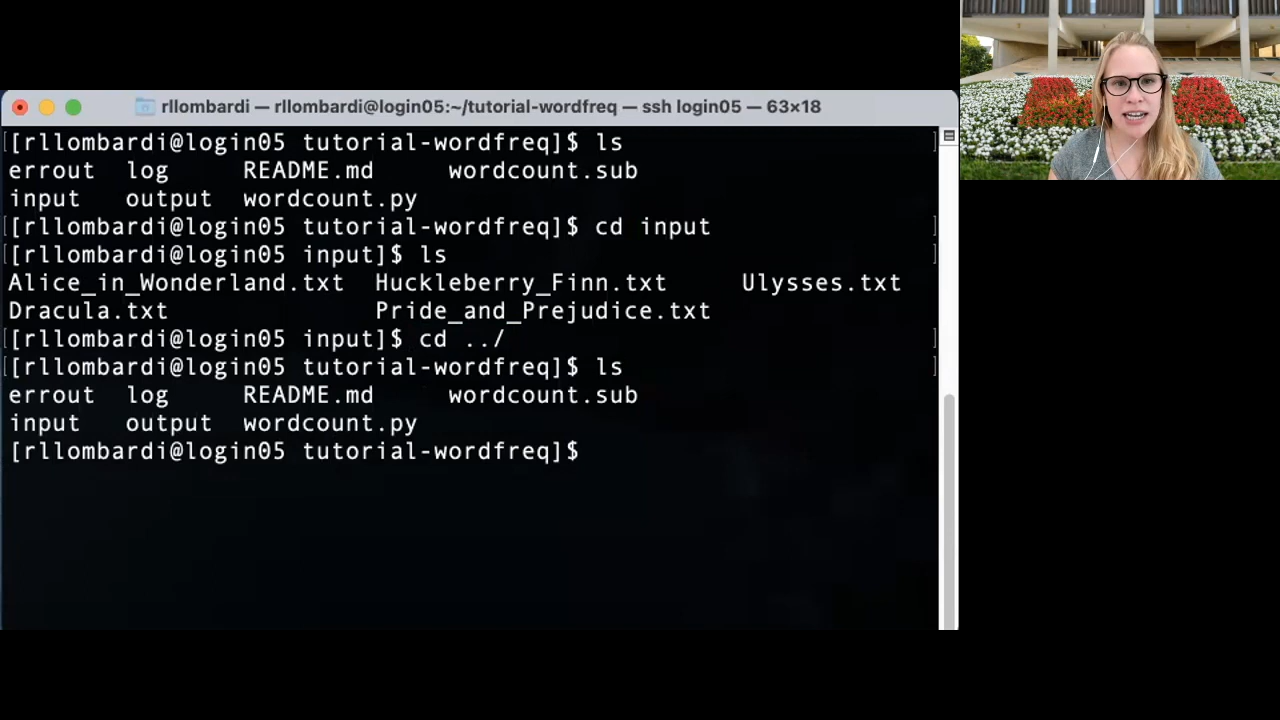 rllombardi — rllombardi@login05:~/tutorial-wordfreq — ssh login05 — 63×18
[[rllombardi@login05 tutorial-wordfreq]$ ls ]
errout log README.md wordcount.sub
input output wordcount.py
[[rllombardi@login05 tutorial-wordfreq]$ cd input ]
[[rllombardi@login05 input]$ ls ]
Alice_in_Wonderland.txt Huckleberry_Finn.txt Ulysses.txt
Dracula.txt Pride_and_Prejudice.txt
[[rllombardi@login05 input]$ cd ../ ]
[[rllombardi@login05 tutorial-wordfreq]$ ls ]
errout log README.md wordcount.sub
input output wordcount.py
[rllombardi@login05 tutorial-wordfreq]$